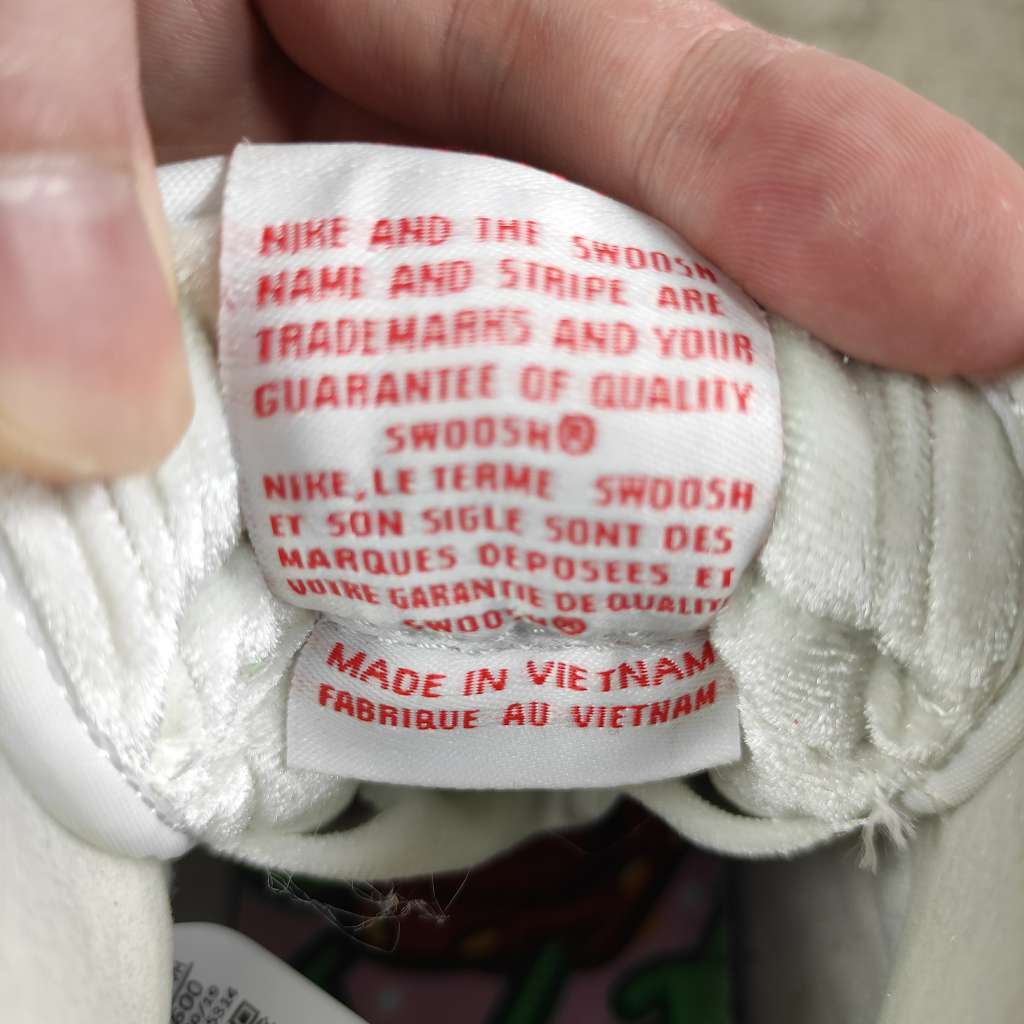 NIKE AND THE SWOOSH
NAME AND STRIPE ARE
TRADEMARKS AND YOUR
GUARANTEE OF QUALITY
SWOOSH®
NIKE, LE TERME SWOOSH
ET SON SIGLE SONT DES
MARQUES DEPOSEES ET
VOTRE GARANTIE DE QUALITE
SWOOSH®
MADE IN VIETNAM
FABRIQUE AU VIETNAM